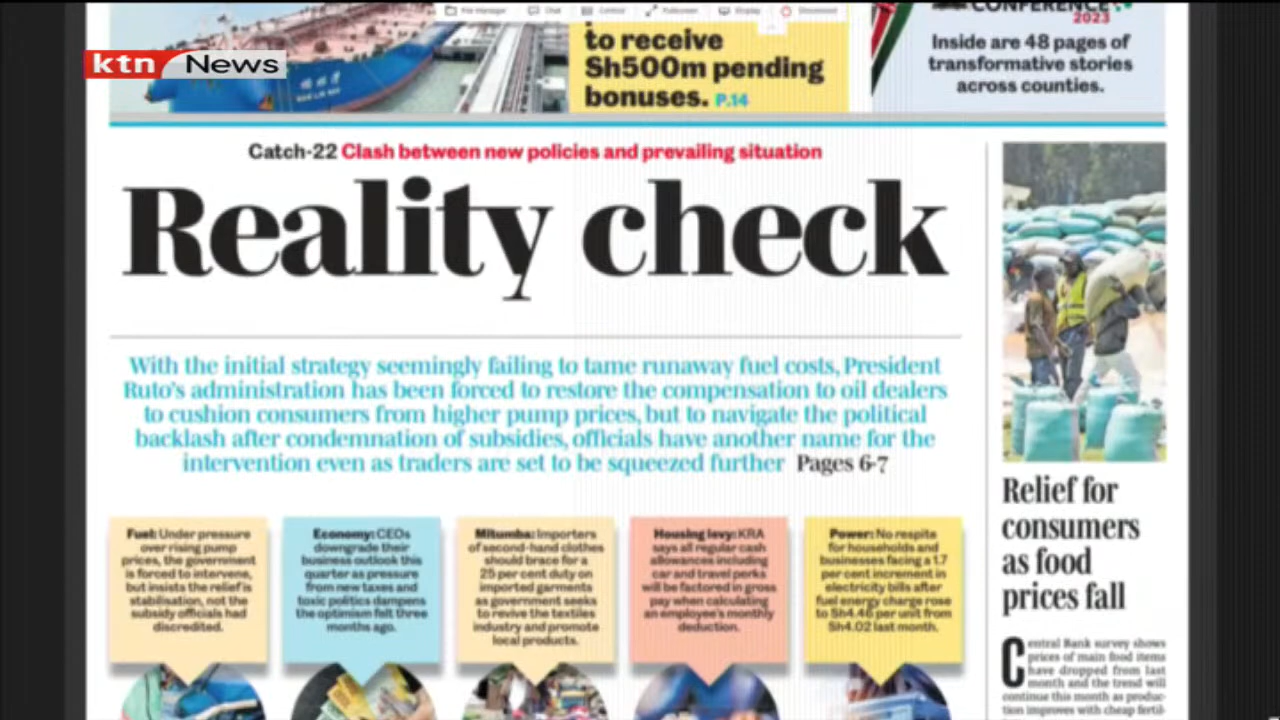 File Manager
Chat
Control
Fullscreen
Display
Disconnect
ktn News
to receive
Sh500m pending
bonuses. P.14
CONFERENCE
2023
Inside are 48 pages of
transformative stories
across counties.
Catch-22 Clash between new policies and prevailing situation
Reality check
With the initial strategy seemingly failing to tame runaway fuel costs, President
Ruto's administration has been forced to restore the compensation to oil dealers
to cushion consumers from higher pump prices, but to navigate the political
backlash after condemnation of subsidies, officials have another name for the
intervention even as traders are set to be squeezed further Pages 6-7
Fuel: Under pressure
over rising pump
prices, the government
is forced to intervene,
but insists the relief is
stabilisation, not the
subsidy officials had
discredited.
Economy: CEOs
downgrade their
business outlook this
quarter as pressure
from new taxes and
toxic politics dampens
the optimism felt three
months ago.
Mitumba: Importers
of second-hand clothes
should brace for a
25 per cent duty on
imported garments
as government seeks
to revive the textiles
industry and promote
local products.
Housing levy: KRA
says all regular cash
allowances including
car and travel perks
will be factored in gross
pay when calculating
an employee's monthly
deduction.
Power: No respite
for households and
businesses facing a 1.7
per cent increment in
electricity bills after
fuel energy charge rose
to Sh4.46 per unit from
Sh4.02 last month.
Relief for
consumers
as food
prices fall
Central Bank survey shows
prices of main food items
have dropped from last
month and the trend will
continue this month as produc-
tion improves with cheap fertil-